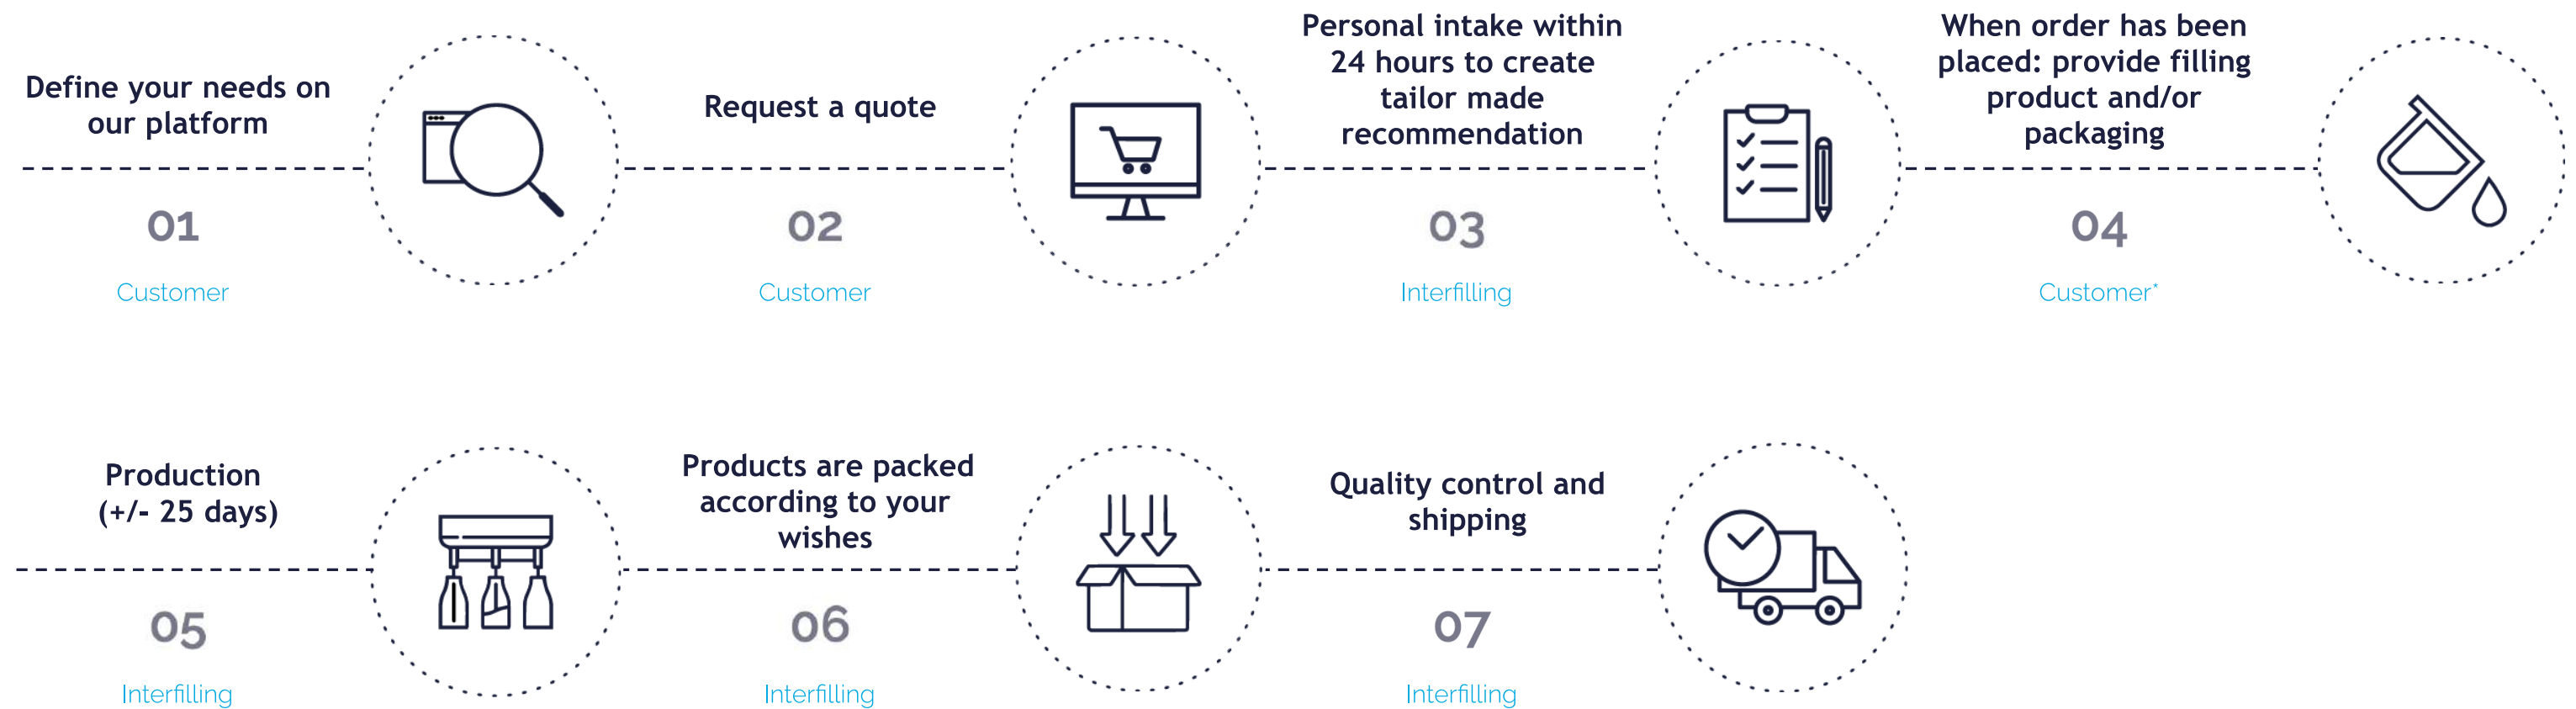 Define your needs on
our platform
01
Customer
Request a quote
02
Customer
Personal intake within
24 hours to create
tailor made
recommendation
03
Interfilling
When order has been
placed: provide filling
product and/or
packaging
04
Customer*
Production
(+/- 25 days)
05
Interfilling
Products are packed
according to your
wishes
06
Interfilling
Quality control and
shipping
07
Interfilling